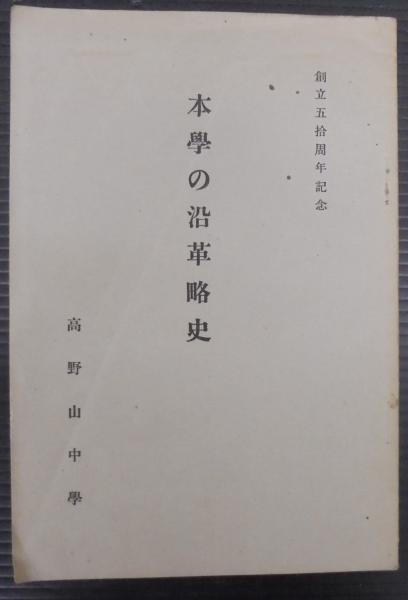 創立五拾周年記念
本學の沿革略史
高野山中學